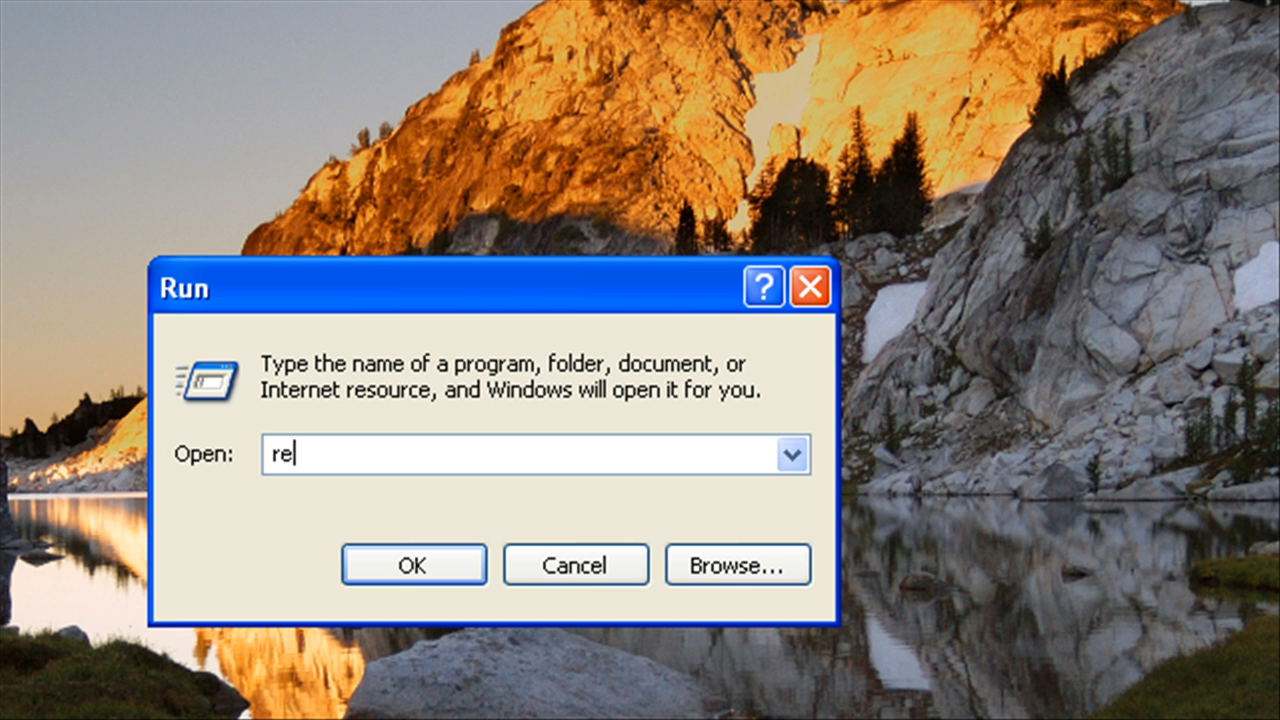 Run
Type the name of a program, folder, document, or
Internet resource, and Windows will open it for you.
Open: re
OK Cancel Browse...